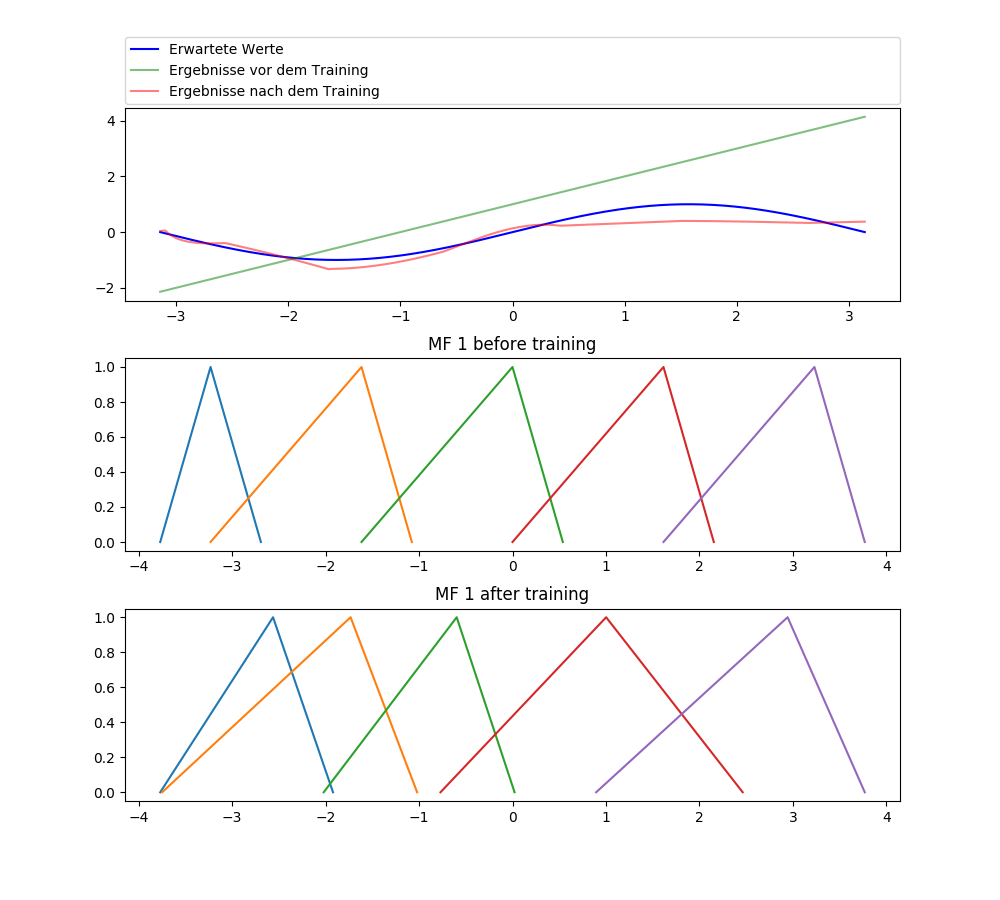 Erwartete Werte
Ergebnisse vor dem Training
Ergebnisse nach dem Training
4
2
0
−2
−3 −2 −1 0 1 2 3
MF 1 before training
1.0
0.8
0.6
0.4
0.2
0.0
−4 −3 −2 −1 0 1 2 3 4
MF 1 after training
1.0
0.8
0.6
0.4
0.2
0.0
−4 −3 −2 −1 0 1 2 3 4